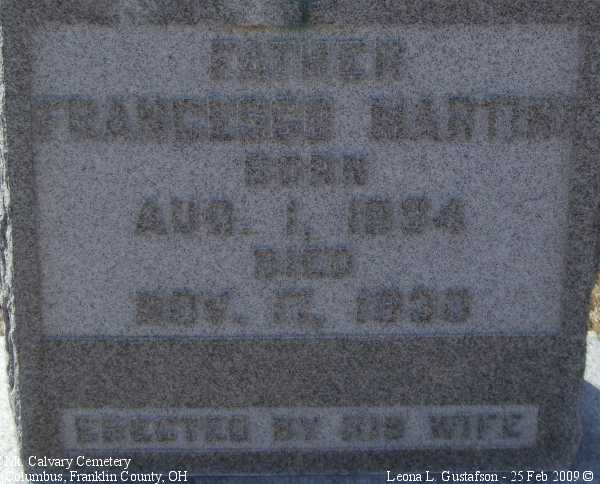 FATHER
FRANCESCO MARTINI
BORN
AUG. 1, 1894
DIED
NOV. 17, 1938
ERECTED BY HIS WIFE
Mt. Calvary Cemetery
Columbus, Franklin County, OH
Leona L. Gustafson - 25 Feb 2009 ©